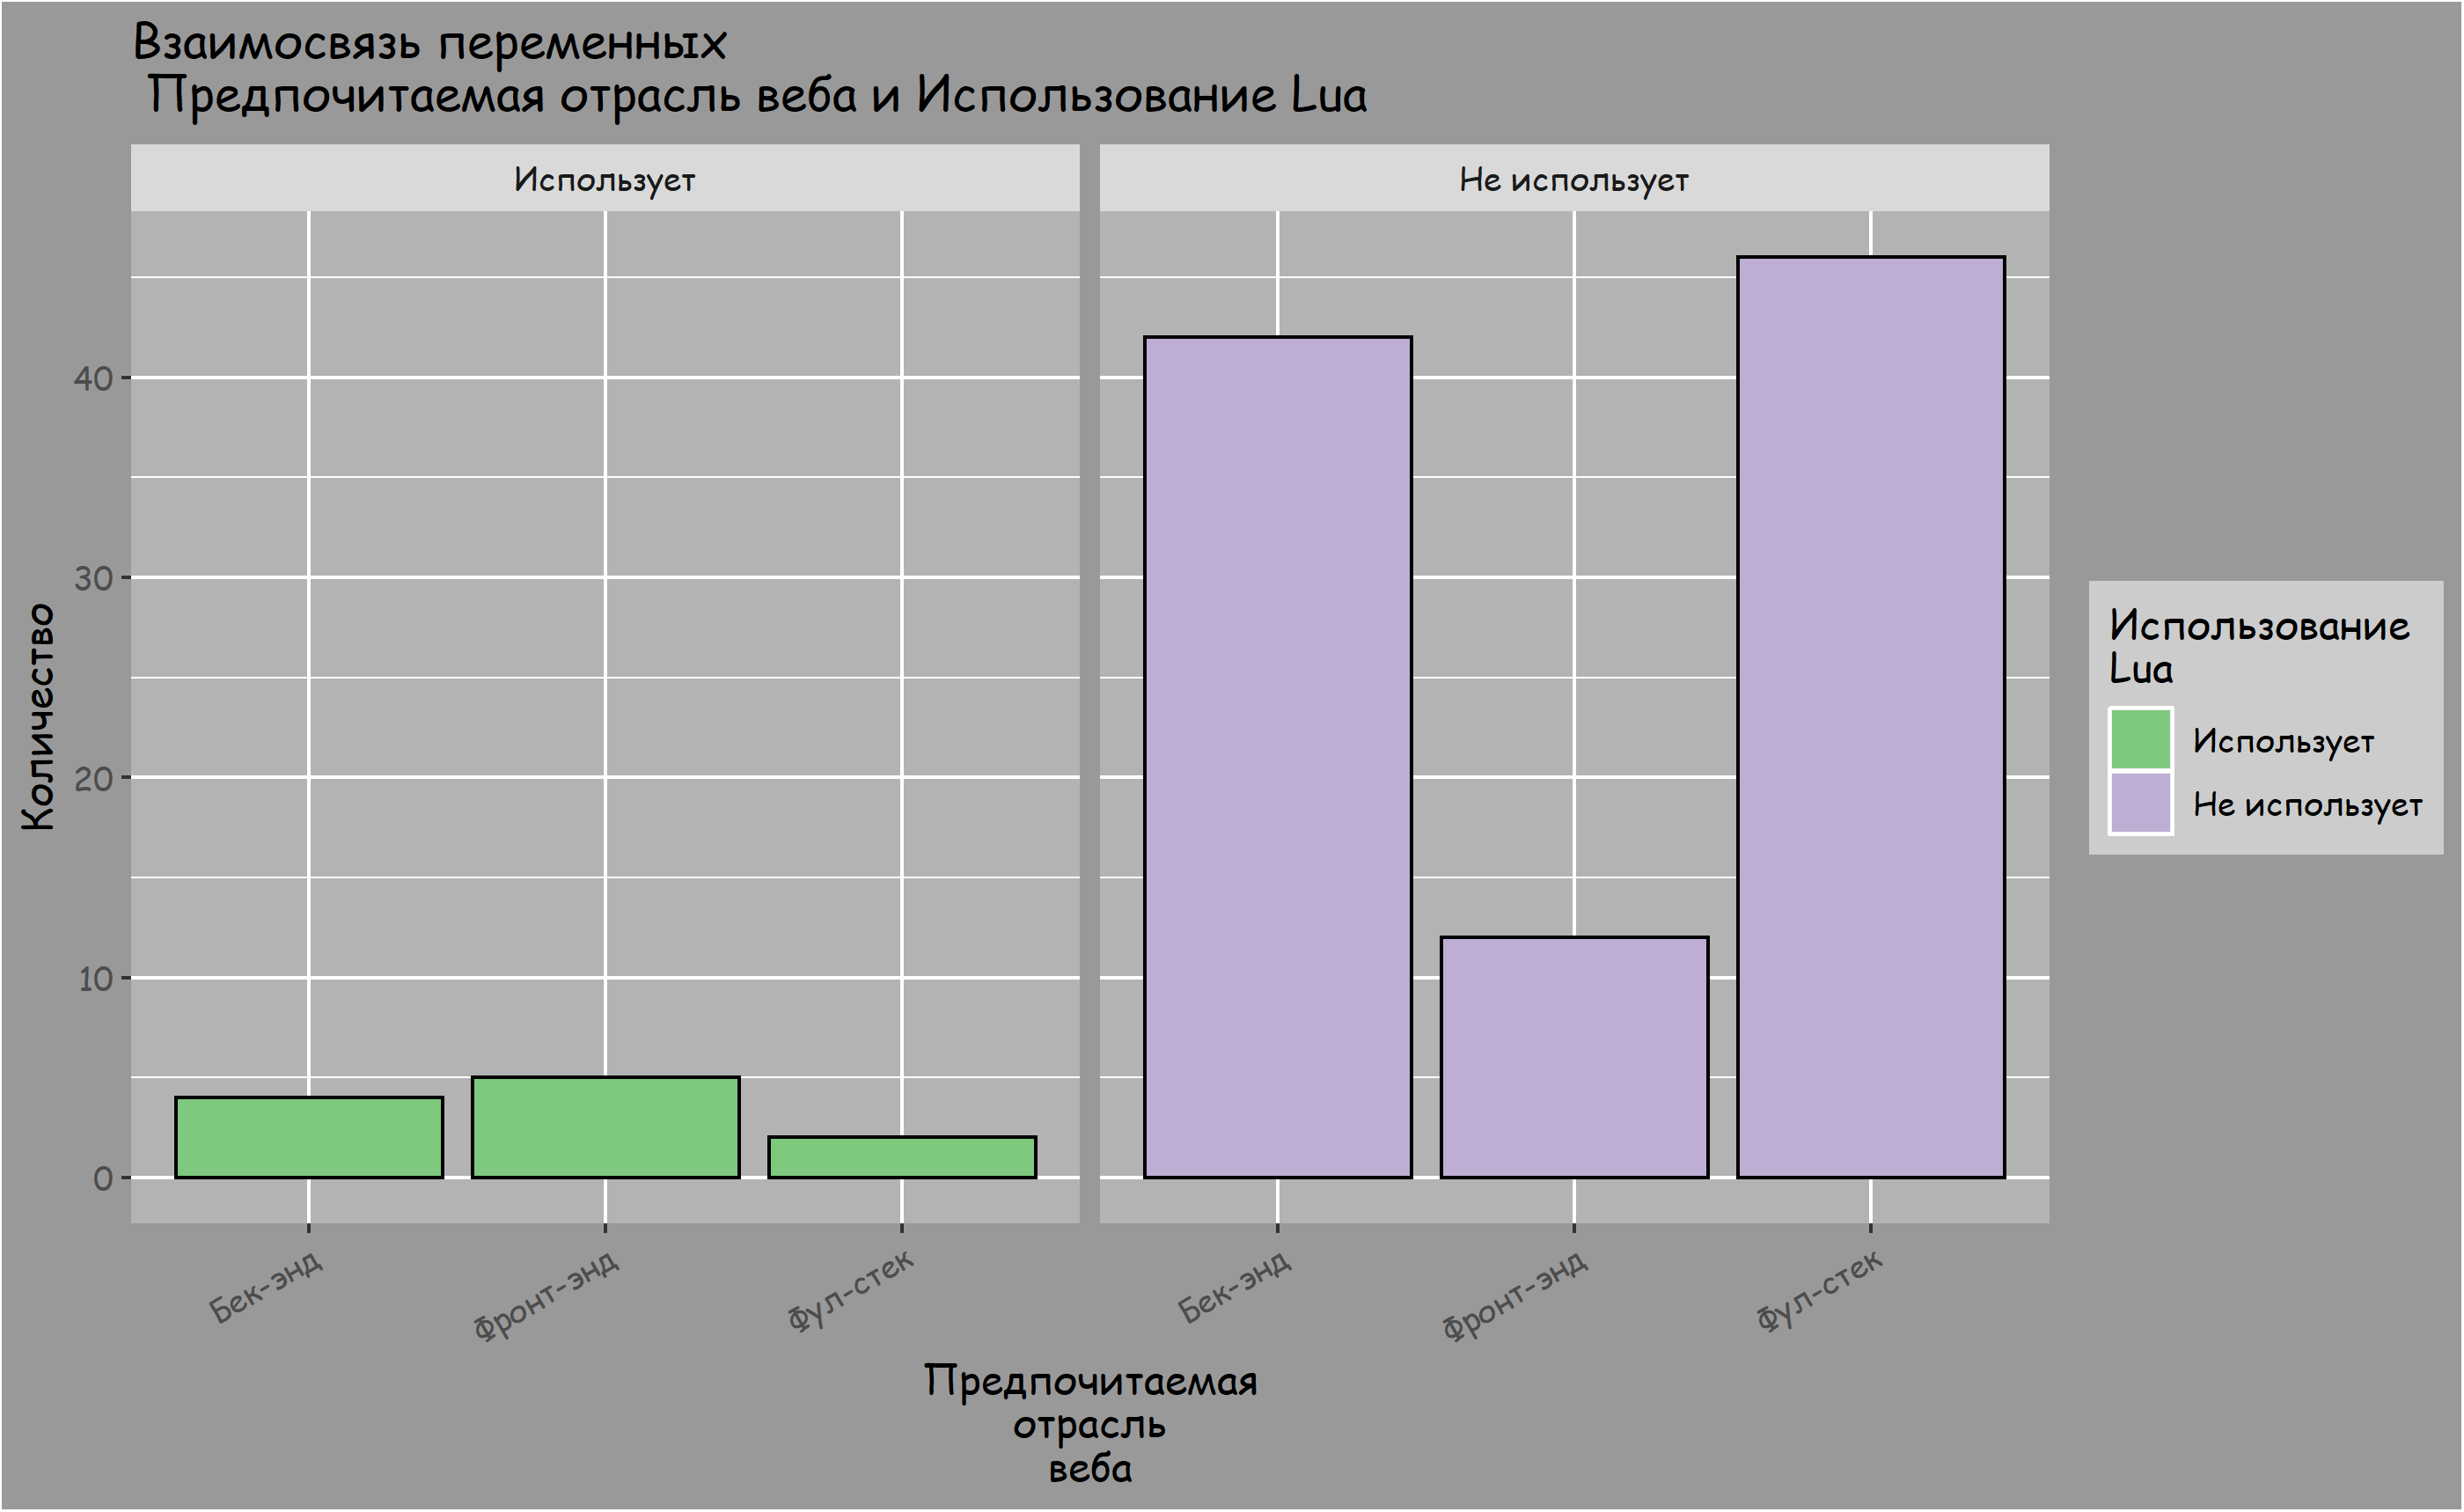 Взаимосвязь переменных
Предпочитаемая отрасль веба и Использование Lua
Использует
Не использует
Количество
40
30
20
10
0
Бек-энд
Фронт-энд
Фул-стек
Бек-энд
Фронт-энд
Фул-стек
Предпочитаемая
отрасль
веба
Использование
Lua
Использует
Не использует